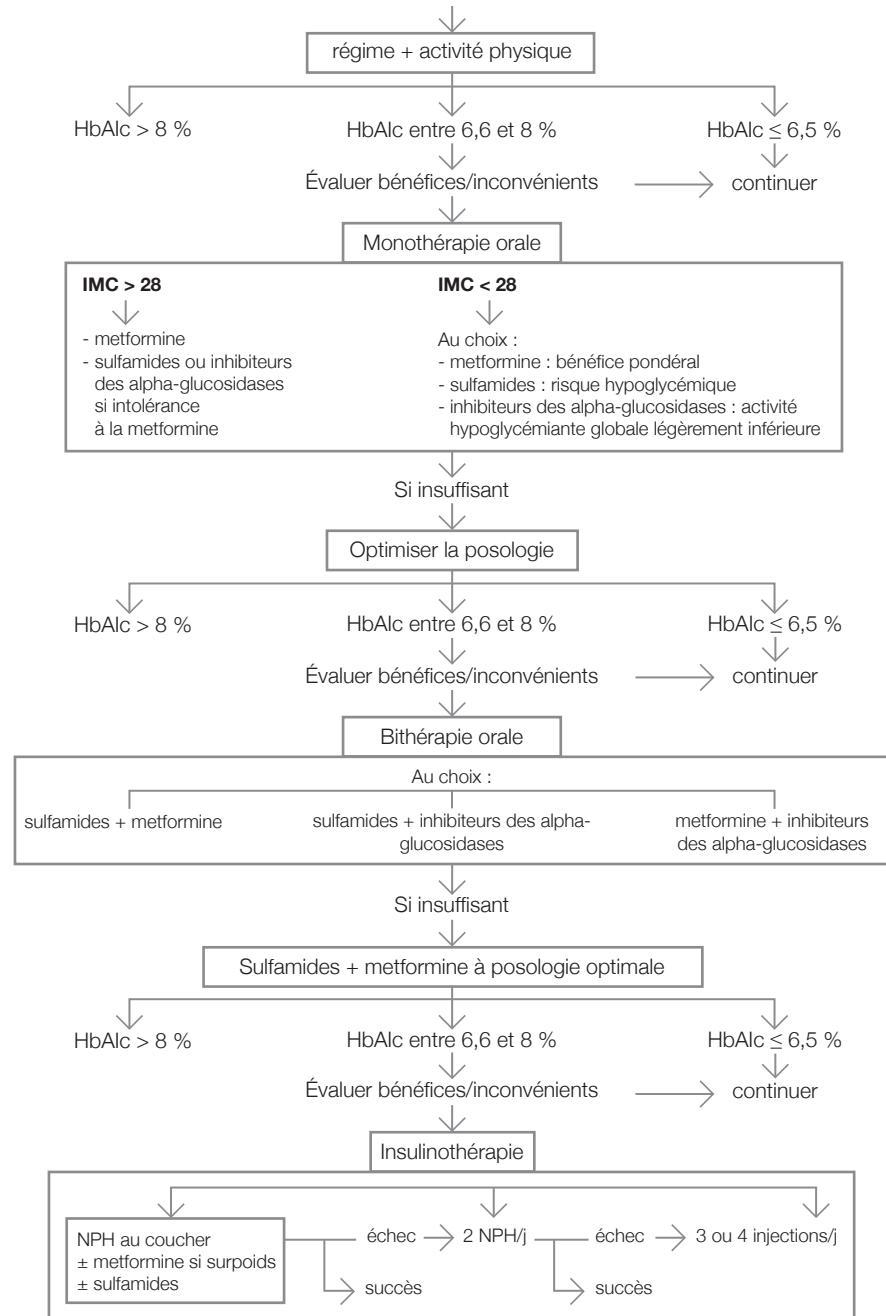 régime + activité physique
HbAlc > 8 %
HbAlc entre 6,6 et 8 %
HbAlc ≤ 6,5 %
Évaluer bénéfices/inconvénients
continuer
Monothérapie orale
IMC > 28
- metformine
- sulfamides ou inhibiteurs
des alpha-glucosidases
si intolérance
à la metformine
IMC < 28
Au choix :
- metformine : bénéfice pondéral
- sulfamides : risque hypoglycémique
- inhibiteurs des alpha-glucosidases : activité
hypoglycémiante globale légèrement inférieure
Si insuffisant
Optimiser la posologie
HbAlc > 8 %
HbAlc entre 6,6 et 8 %
HbAlc ≤ 6,5 %
Évaluer bénéfices/inconvénients
continuer
Bithérapie orale
Au choix :
sulfamides + metformine
sulfamides + inhibiteurs des alpha-
glucosidases
metformine + inhibiteurs
des alpha-glucosidases
Si insuffisant
Sulfamides + metformine à posologie optimale
HbAlc > 8 %
HbAlc entre 6,6 et 8 %
HbAlc ≤ 6,5 %
Évaluer bénéfices/inconvénients
continuer
Insulinothérapie
NPH au coucher
± metformine si surpoids
± sulfamides
échec
succès
2 NPH/j
échec
succès
3 ou 4 injections/j